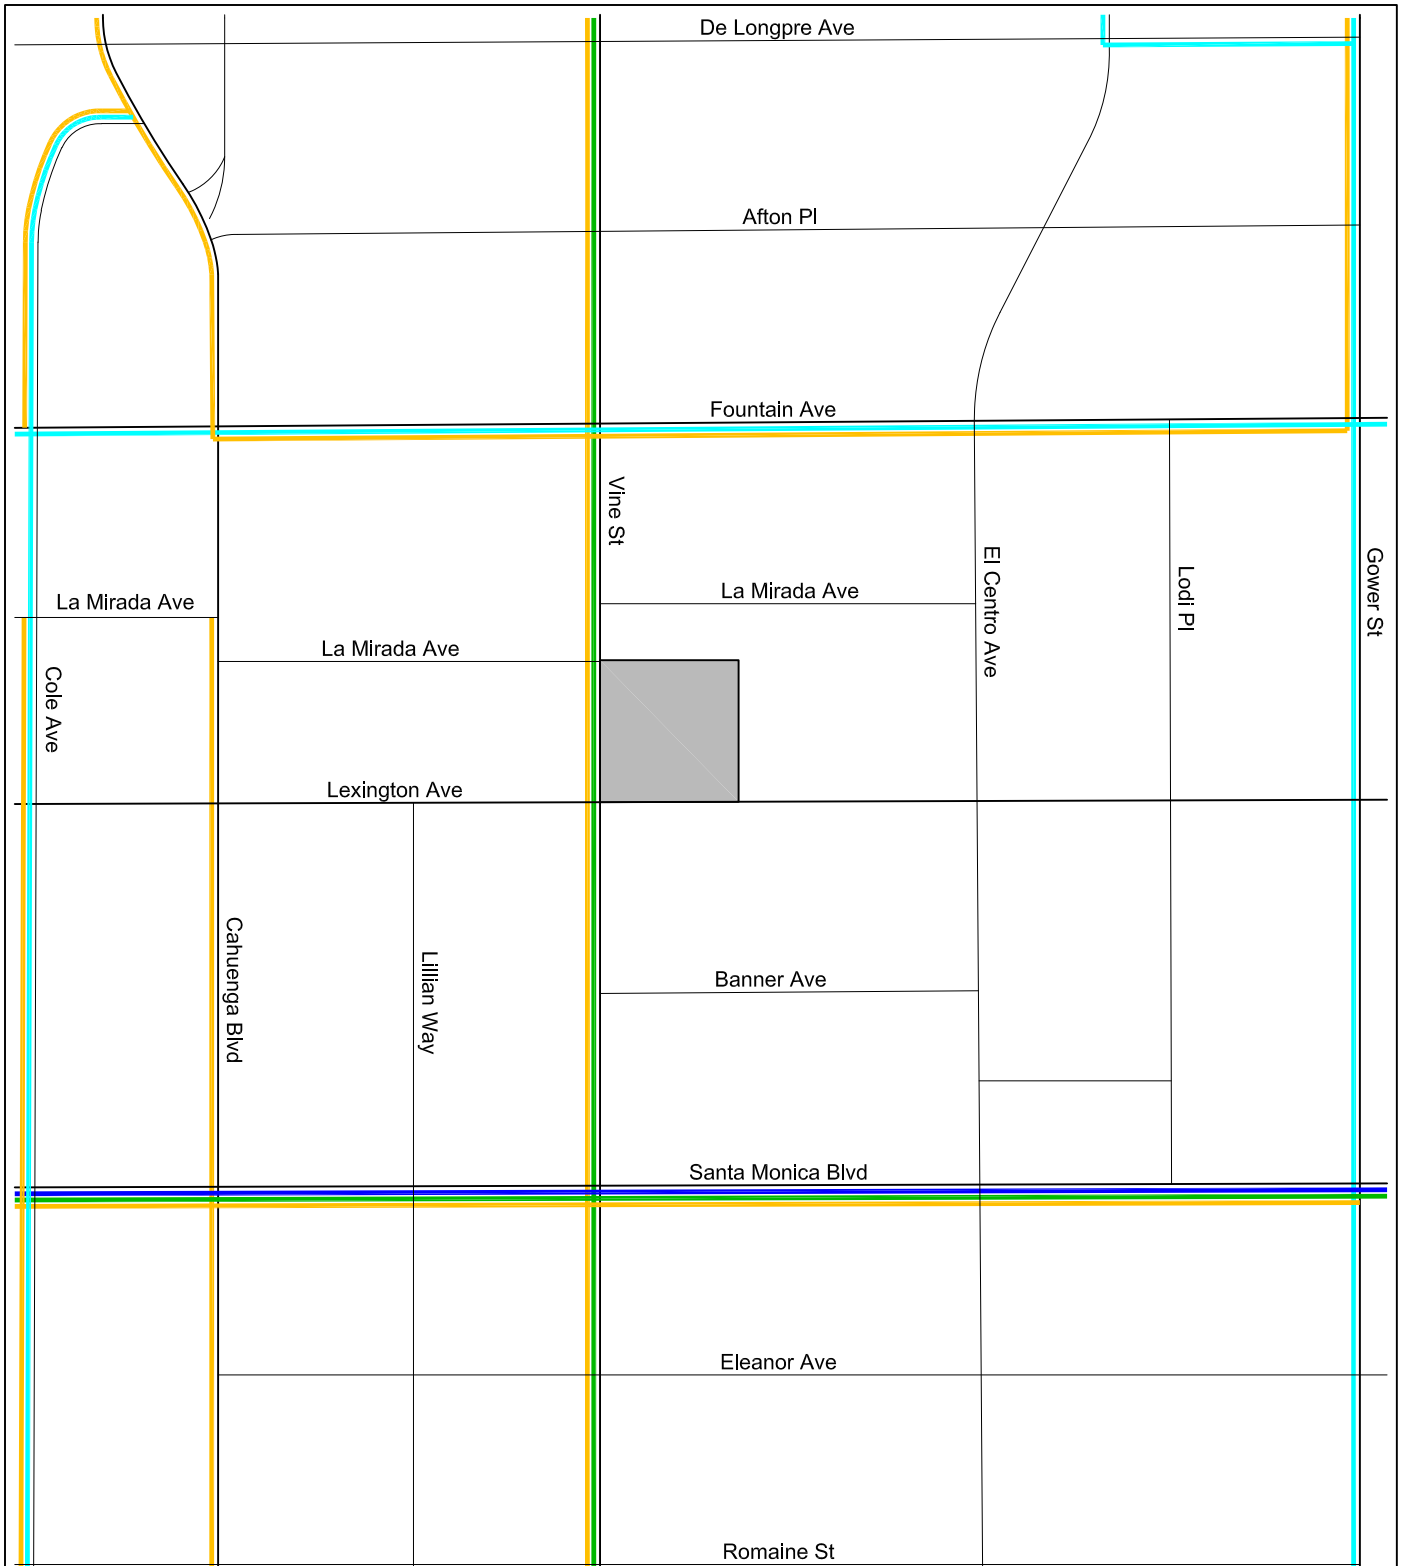 De Longpre Ave
Afton Pl
Fountain Ave
Vine St
El Centro Ave
Gower St
Lodi Pl
La Mirada Ave
La Mirada Ave
La Mirada Ave
Cole Ave
Lexington Ave
Cahuenga Blvd
Lillian Way
Banner Ave
Santa Monica Blvd
Eleanor Ave
Romaine St